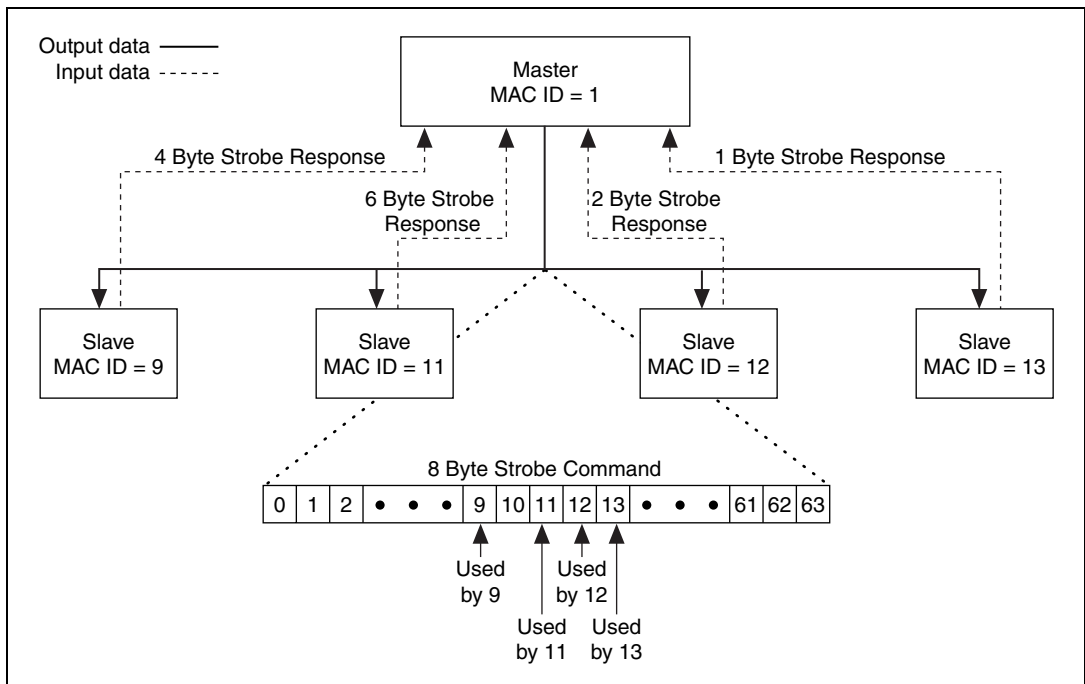 Output data
Input data
Master
MAC ID = 1
4 Byte Strobe Response
1 Byte Strobe Response
6 Byte Strobe
Response
2 Byte Strobe
Response
Slave
MAC ID = 9
Slave
MAC ID = 11
Slave
MAC ID = 12
Slave
MAC ID = 13
8 Byte Strobe Command
0 1 2 • • • 9 10 11 12 13 • • • 61 62 63
Used
by 9
Used
by 12
Used
by 11
Used
by 13